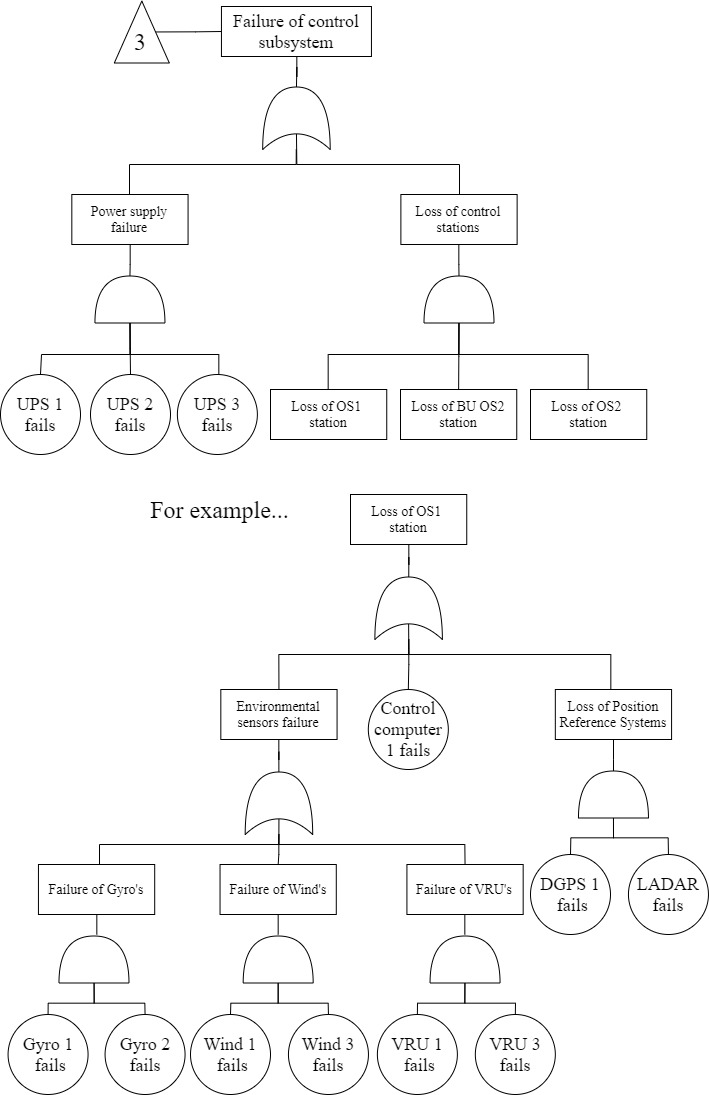 3
Failure of control
subsystem
Power supply
failure
Loss of control
stations
UPS 1
fails
UPS 2
fails
UPS 3
fails
Loss of OS1
station
Loss of BU OS2
station
Loss of OS2
station
For example...
Loss of OS1
station
Environmental
sensors failure
Control
computer
1 fails
Loss of Position
Reference Systems
Failure of Gyro's
Failure of Wind's
Failure of VRU's
DGPS 1
fails
LADAR
fails
Gyro 1
fails
Gyro 2
fails
Wind 1
fails
Wind 3
fails
VRU 1
fails
VRU 3
fails